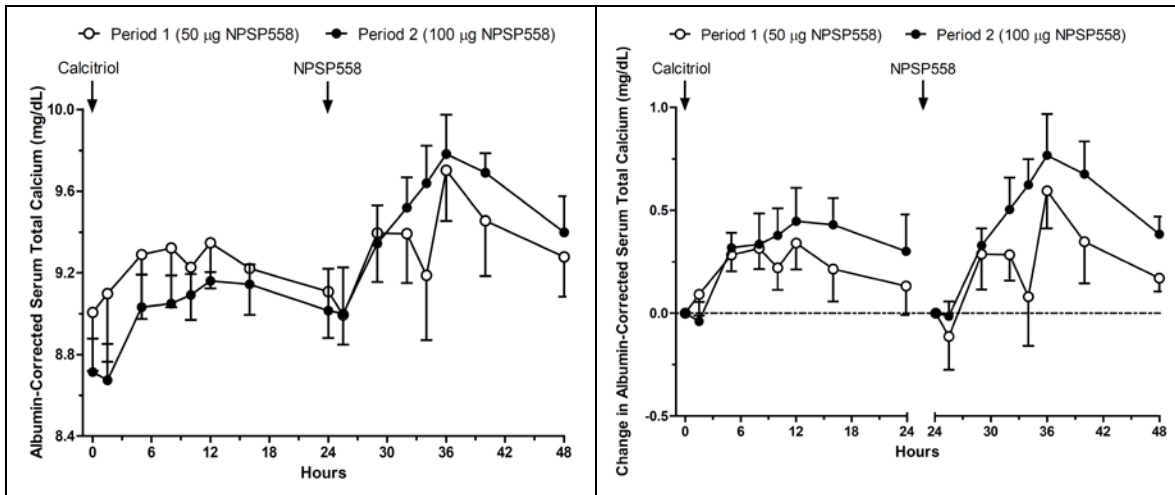 Period 1 (50 µg NPSP558) Period 2 (100 µg NPSP558)
Calcitriol NPSP558
Albumin-Corrected Serum Total Calcium (mg/dL)
10.0
9.6
9.2
8.8
8.4
0 6 12 18 24 30 36 42 48
Hours
Period 1 (50 µg NPSP558) Period 2 (100 µg NPSP558)
Calcitriol NPSP558
Change in Albumin-Corrected Serum Total Calcium (mg/dL)
1.0
0.5
0.0
-0.5
0 6 12 18 24 24 30 36 42 48
Hours